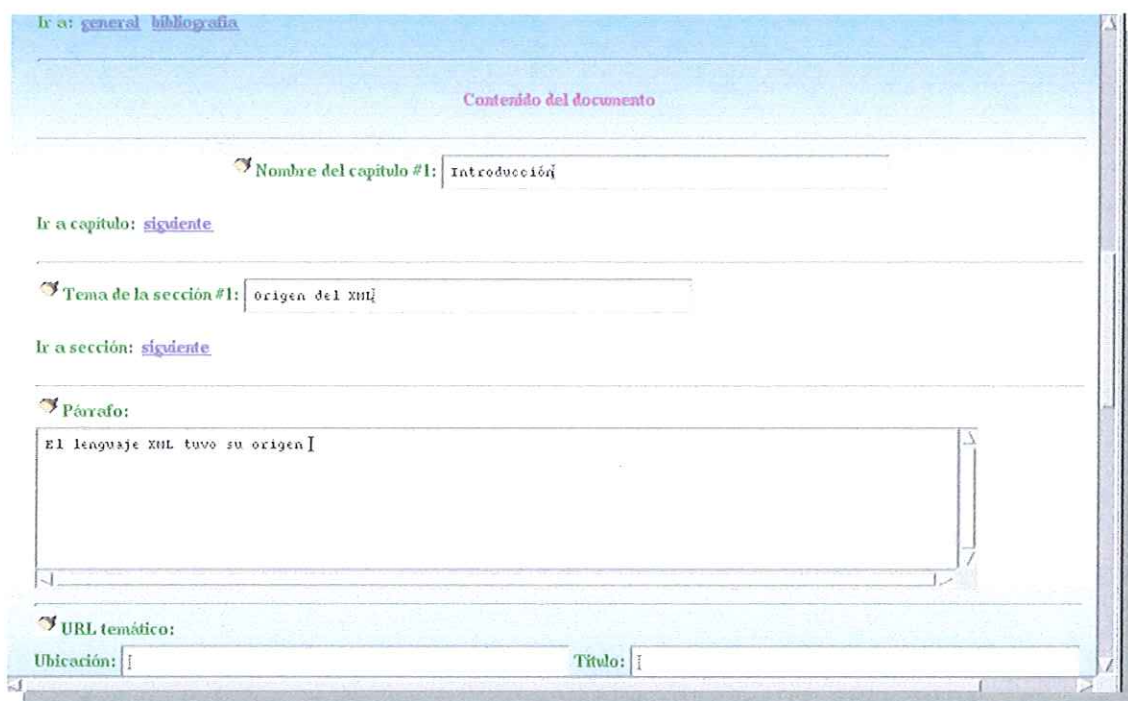 Ir a: general bibliografia
Contenido del documento
Nombre del capítulo #1: Introducción
Ir a capítulo: siguiente
Tema de la sección #1: Origen del XML
Ir a sección: siguiente
Párrafo:
El lenguaje XML tuvo su origen
URL temático:
Ubicación: Título: